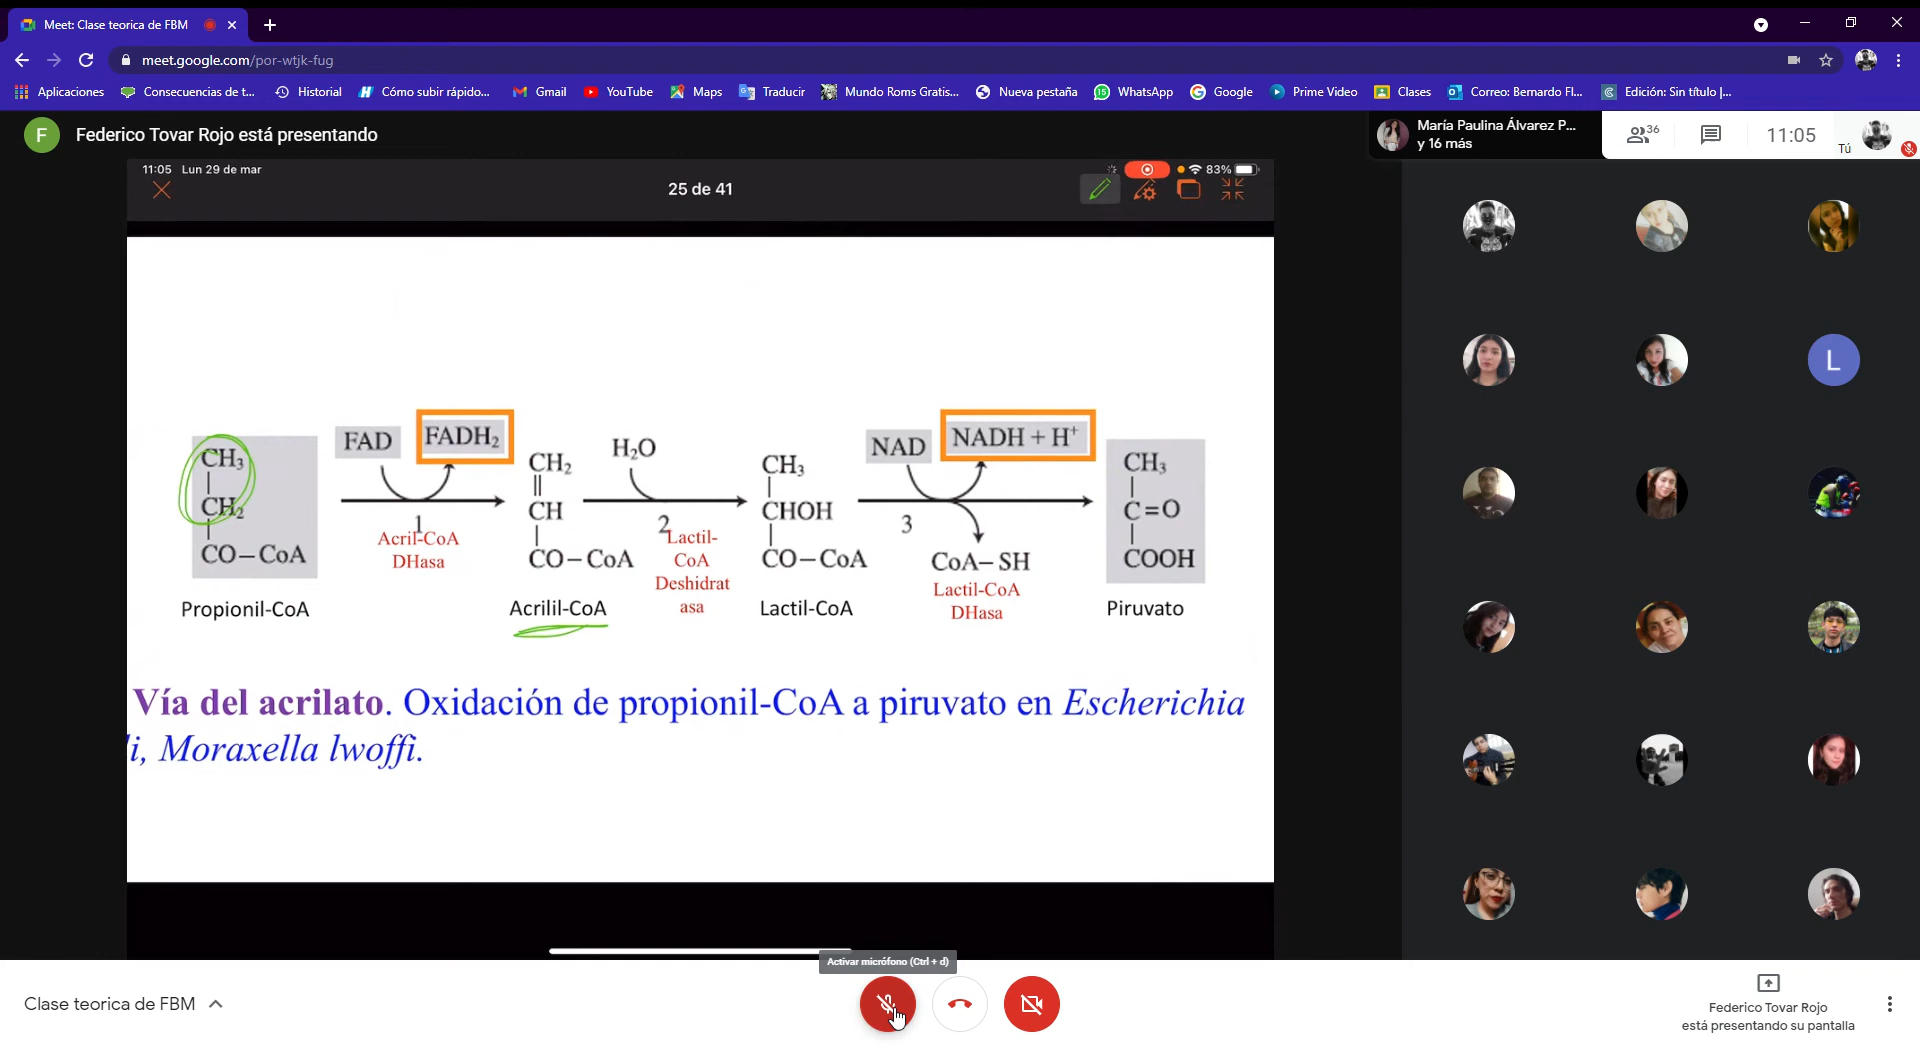 Meet: Clase teorica de FBM
meet.google.com/por-wtjk-fug
Aplicaciones Consecuencias de t... Historial Cómo subir rápido... Gmail YouTube Maps Traducir Mundo Roms Gratis... Nueva pestaña WhatsApp Google Prime Video Clases Correo: Bernardo Fl... Edición: Sin título |...
F Federico Tovar Rojo está presentando
María Paulina Álvarez P...
y 16 más
36
11:05
Tú
11:05 Lun 29 de mar
83%
25 de 41
L
FAD FADH₂ H₂O NAD NADH + H⁺
CH₃ CH₂ CH₃ CH₃
CH₂ CH CHOH C=O
1 2 3
CO–CoA CO–CoA CO–CoA CoA–SH COOH
Acril-CoA
DHasa
Lactil-
CoA
Deshidrat
asa
Lactil-CoA
DHasa
Propionil-CoA Acrilil-CoA Lactil-CoA Piruvato
Vía del acrilato. Oxidación de propionil-CoA a piruvato en Escherichia
li, Moraxella lwoffi.
Activar micrófono (Ctrl + d)
Clase teorica de FBM
Federico Tovar Rojo
está presentando su pantalla